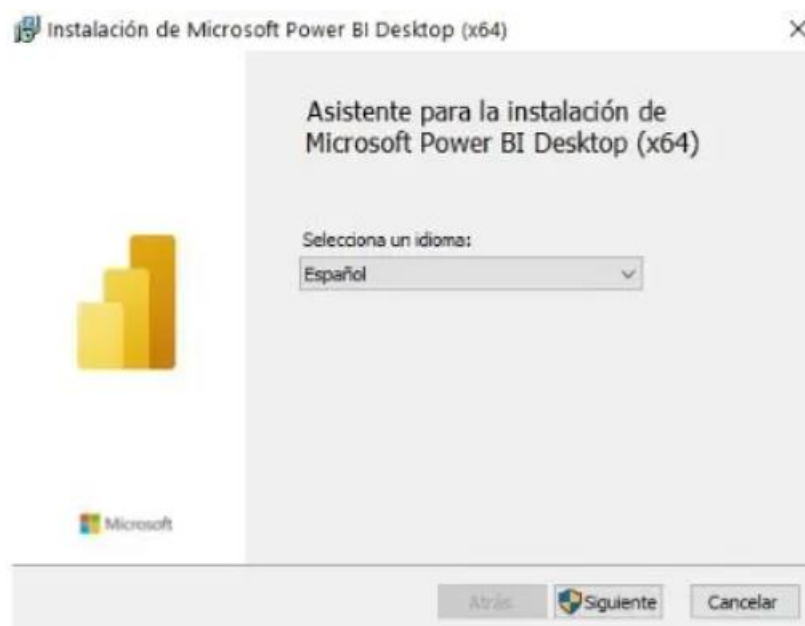 Instalación de Microsoft Power BI Desktop (x64)
Asistente para la instalación de
Microsoft Power BI Desktop (x64)
Selecciona un idioma:
Español
Microsoft
Atrás
Siguiente
Cancelar